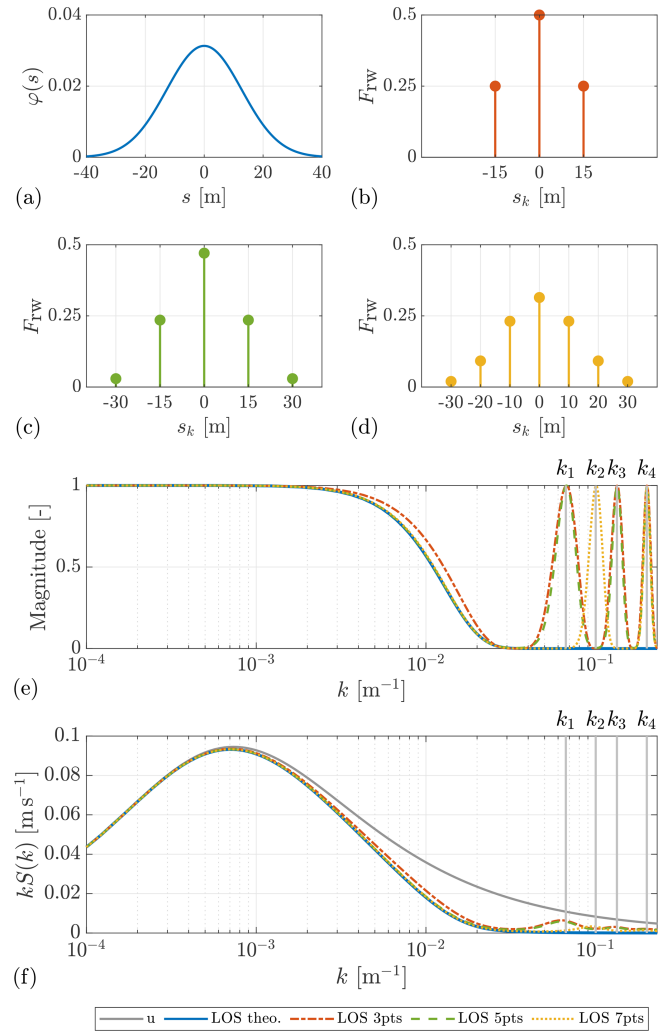 0.04
0.02
0
φ(s)
-40 -20 0 20 40
s [m]
(a)
0.5
0.25
0
F_rw
-15 0 15
s_k [m]
(b)
0.5
0.25
0
F_rw
-30 -15 0 15 30
s_k [m]
(c)
0.5
0.25
0
F_rw
-30 -20 -10 0 10 20 30
s_k [m]
(d)
k_1 k_2 k_3 k_4
1
0.5
0
Magnitude [-]
10^{-4} 10^{-3} 10^{-2} 10^{-1}
k [m^{-1}]
(e)
k_1 k_2 k_3 k_4
0.1
0.08
0.06
0.04
0.02
0
kS(k) [m s^{-1}]
10^{-4} 10^{-3} 10^{-2} 10^{-1}
k [m^{-1}]
(f)
u LOS theo. LOS 3pts LOS 5pts LOS 7pts